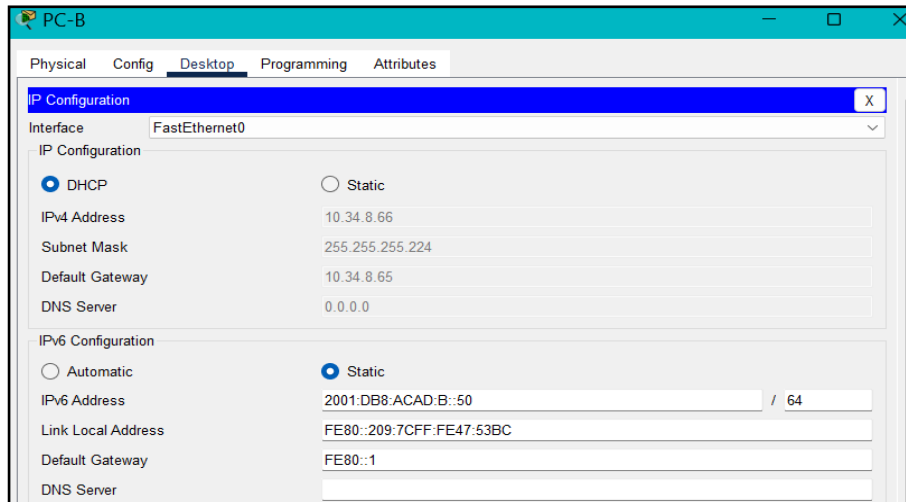 PC-B
Physical Config Desktop Programming Attributes
IP Configuration X
Interface FastEthernet0
IP Configuration
DHCP Static
IPv4 Address 10.34.8.66
Subnet Mask 255.255.255.224
Default Gateway 10.34.8.65
DNS Server 0.0.0.0
IPv6 Configuration
Automatic Static
IPv6 Address 2001:DB8:ACAD:B::50 / 64
Link Local Address FE80::209:7CFF:FE47:53BC
Default Gateway FE80::1
DNS Server